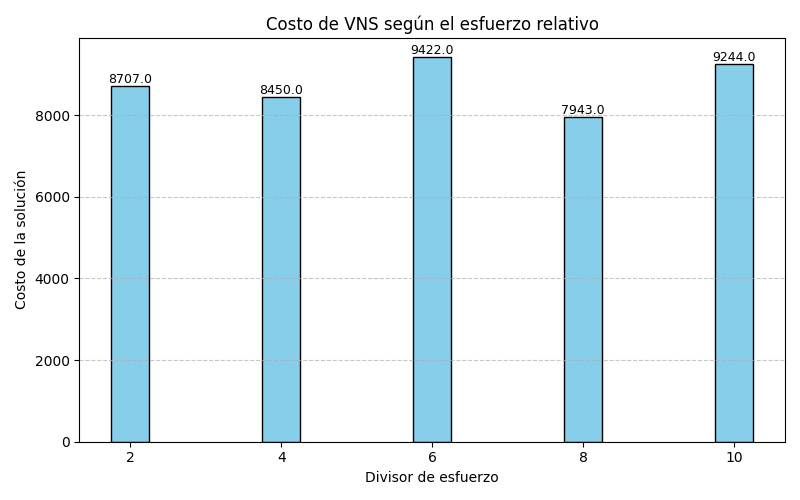 Costo de VNS según el esfuerzo relativo
9422.0
9244.0
8707.0
8450.0
7943.0
8000
6000
4000
2000
0
Costo de la solución
2 4 6 8 10
Divisor de esfuerzo